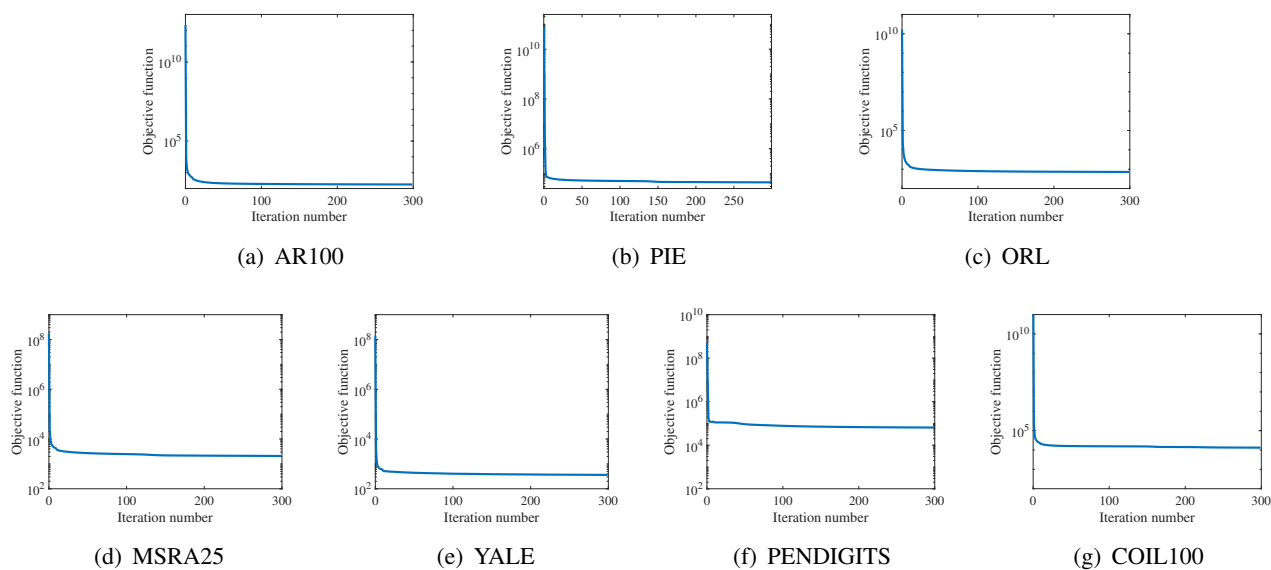 Objective function
10^10
10^5
0 100 200 300
Iteration number
(a) AR100
Objective function
10^10
10^8
10^6
0 50 100 150 200 250
Iteration number
(b) PIE
Objective function
10^10
10^5
0 100 200 300
Iteration number
(c) ORL
Objective function
10^8
10^6
10^4
10^2
0 100 200 300
Iteration number
(d) MSRA25
Objective function
10^8
10^6
10^4
10^2
0 100 200 300
Iteration number
(e) YALE
Objective function
10^10
10^8
10^6
10^4
10^2
0 100 200 300
Iteration number
(f) PENDIGITS
Objective function
10^10
10^5
0 100 200 300
Iteration number
(g) COIL100